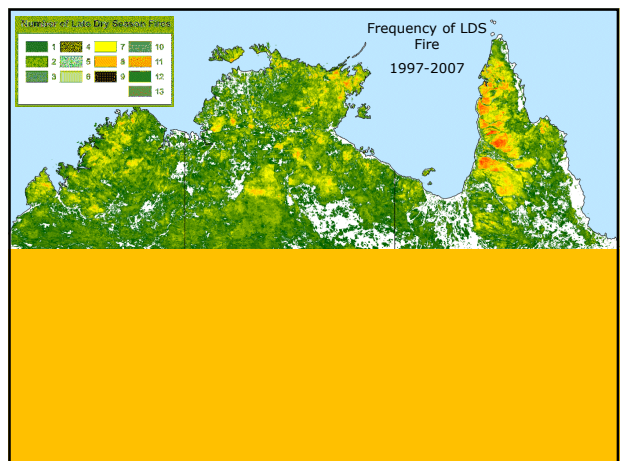 Number of Late Dry Season Fires
1 4 7 10
2 5 8 11
3 6 9 12
13
Frequency of LDS
Fire
1997-2007